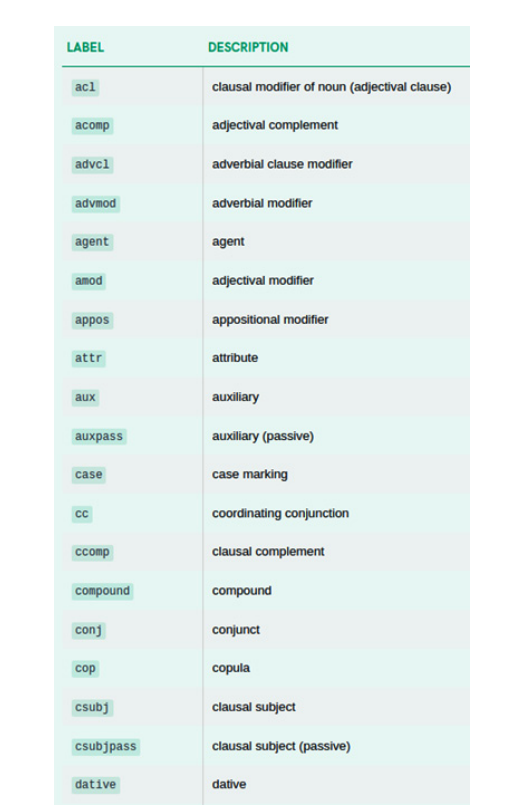 LABEL DESCRIPTION
acl clausal modifier of noun (adjectival clause)
acomp adjectival complement
advcl adverbial clause modifier
advmod adverbial modifier
agent agent
amod adjectival modifier
appos appositional modifier
attr attribute
aux auxiliary
auxpass auxiliary (passive)
case case marking
cc coordinating conjunction
ccomp clausal complement
compound compound
conj conjunct
cop copula
csubj clausal subject
csubjpass clausal subject (passive)
dative dative